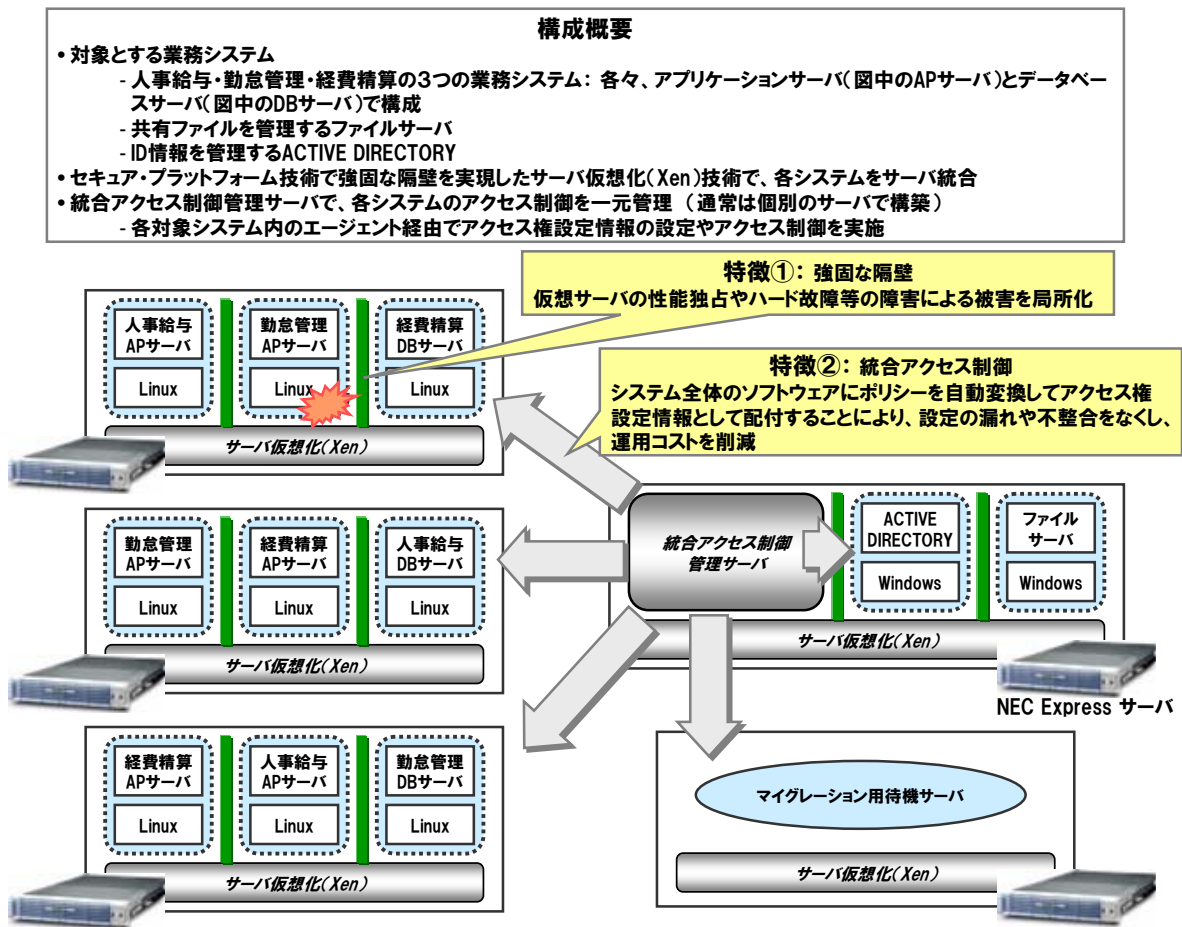 構成概要
• 対象とする業務システム
- 人事給与・勤怠管理・経費精算の３つの業務システム： 各々、アプリケーションサーバ（図中のAPサーバ）とデータベー
スサーバ（図中のDBサーバ）で構成
- 共有ファイルを管理するファイルサーバ
- ID情報を管理するACTIVE DIRECTORY
• セキュア・プラットフォーム技術で強固な隔壁を実現したサーバ仮想化（Xen）技術で、各システムをサーバ統合
• 統合アクセス制御管理サーバで、各システムのアクセス制御を一元管理 （通常は個別のサーバで構築）
- 各対象システム内のエージェント経由でアクセス権設定情報の設定やアクセス制御を実施
特徴①： 強固な隔壁
仮想サーバの性能独占やハード故障等の障害による被害を局所化
特徴②： 統合アクセス制御
システム全体のソフトウェアにポリシーを自動変換してアクセス権
設定情報として配付することにより、設定の漏れや不整合をなくし、
運用コストを削減
人事給与
APサーバ
Linux
勤怠管理
APサーバ
Linux
経費精算
DBサーバ
Linux
サーバ仮想化（Xen）
勤怠管理
APサーバ
Linux
経費精算
APサーバ
Linux
人事給与
DBサーバ
Linux
サーバ仮想化（Xen）
統合アクセス制御
管理サーバ
ACTIVE
DIRECTORY
Windows
ファイル
サーバ
Windows
サーバ仮想化（Xen）
NEC Express サーバ
経費精算
APサーバ
Linux
人事給与
APサーバ
Linux
勤怠管理
DBサーバ
Linux
サーバ仮想化（Xen）
マイグレーション用待機サーバ
サーバ仮想化（Xen）